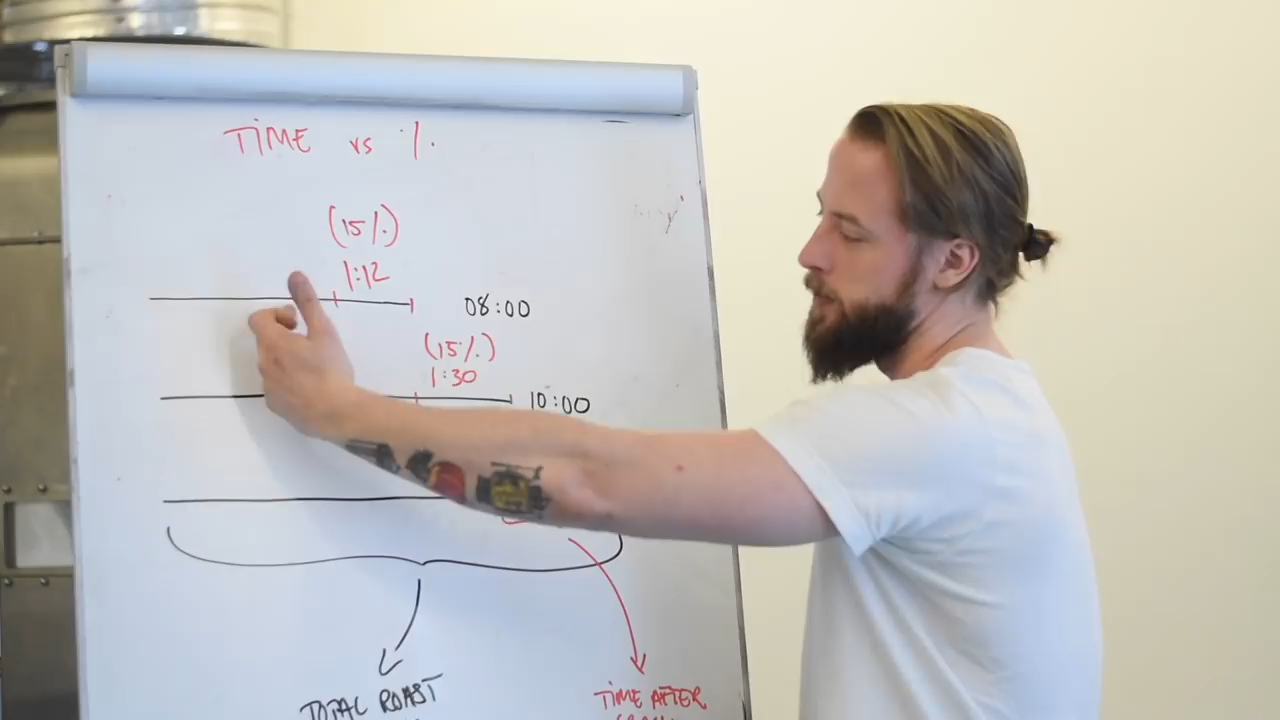 TIME vs %.
(15%)
1:12
08:00
(15%)
1:30
10:00
TOTAL ROAST
TIME AFTER